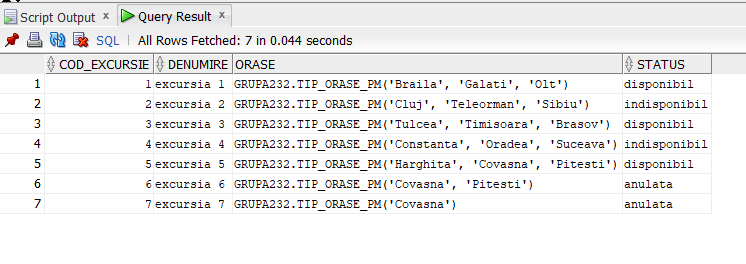 Script Output x Query Result x
SQL | All Rows Fetched: 7 in 0.044 seconds
COD_EXCURSIE DENUMIRE ORASE STATUS
1 1 excursia 1 GRUPA232.TIP_ORASE_PM('Braila', 'Galati', 'Olt') disponibil
2 2 excursia 2 GRUPA232.TIP_ORASE_PM('Cluj', 'Teleorman', 'Sibiu') indisponibil
3 3 excursia 3 GRUPA232.TIP_ORASE_PM('Tulcea', 'Timisoara', 'Brasov') disponibil
4 4 excursia 4 GRUPA232.TIP_ORASE_PM('Constanta', 'Oradea', 'Suceava') indisponibil
5 5 excursia 5 GRUPA232.TIP_ORASE_PM('Harghita', 'Covasna', 'Pitesti') disponibil
6 6 excursia 6 GRUPA232.TIP_ORASE_PM('Covasna', 'Pitesti') anulata
7 7 excursia 7 GRUPA232.TIP_ORASE_PM('Covasna') anulata